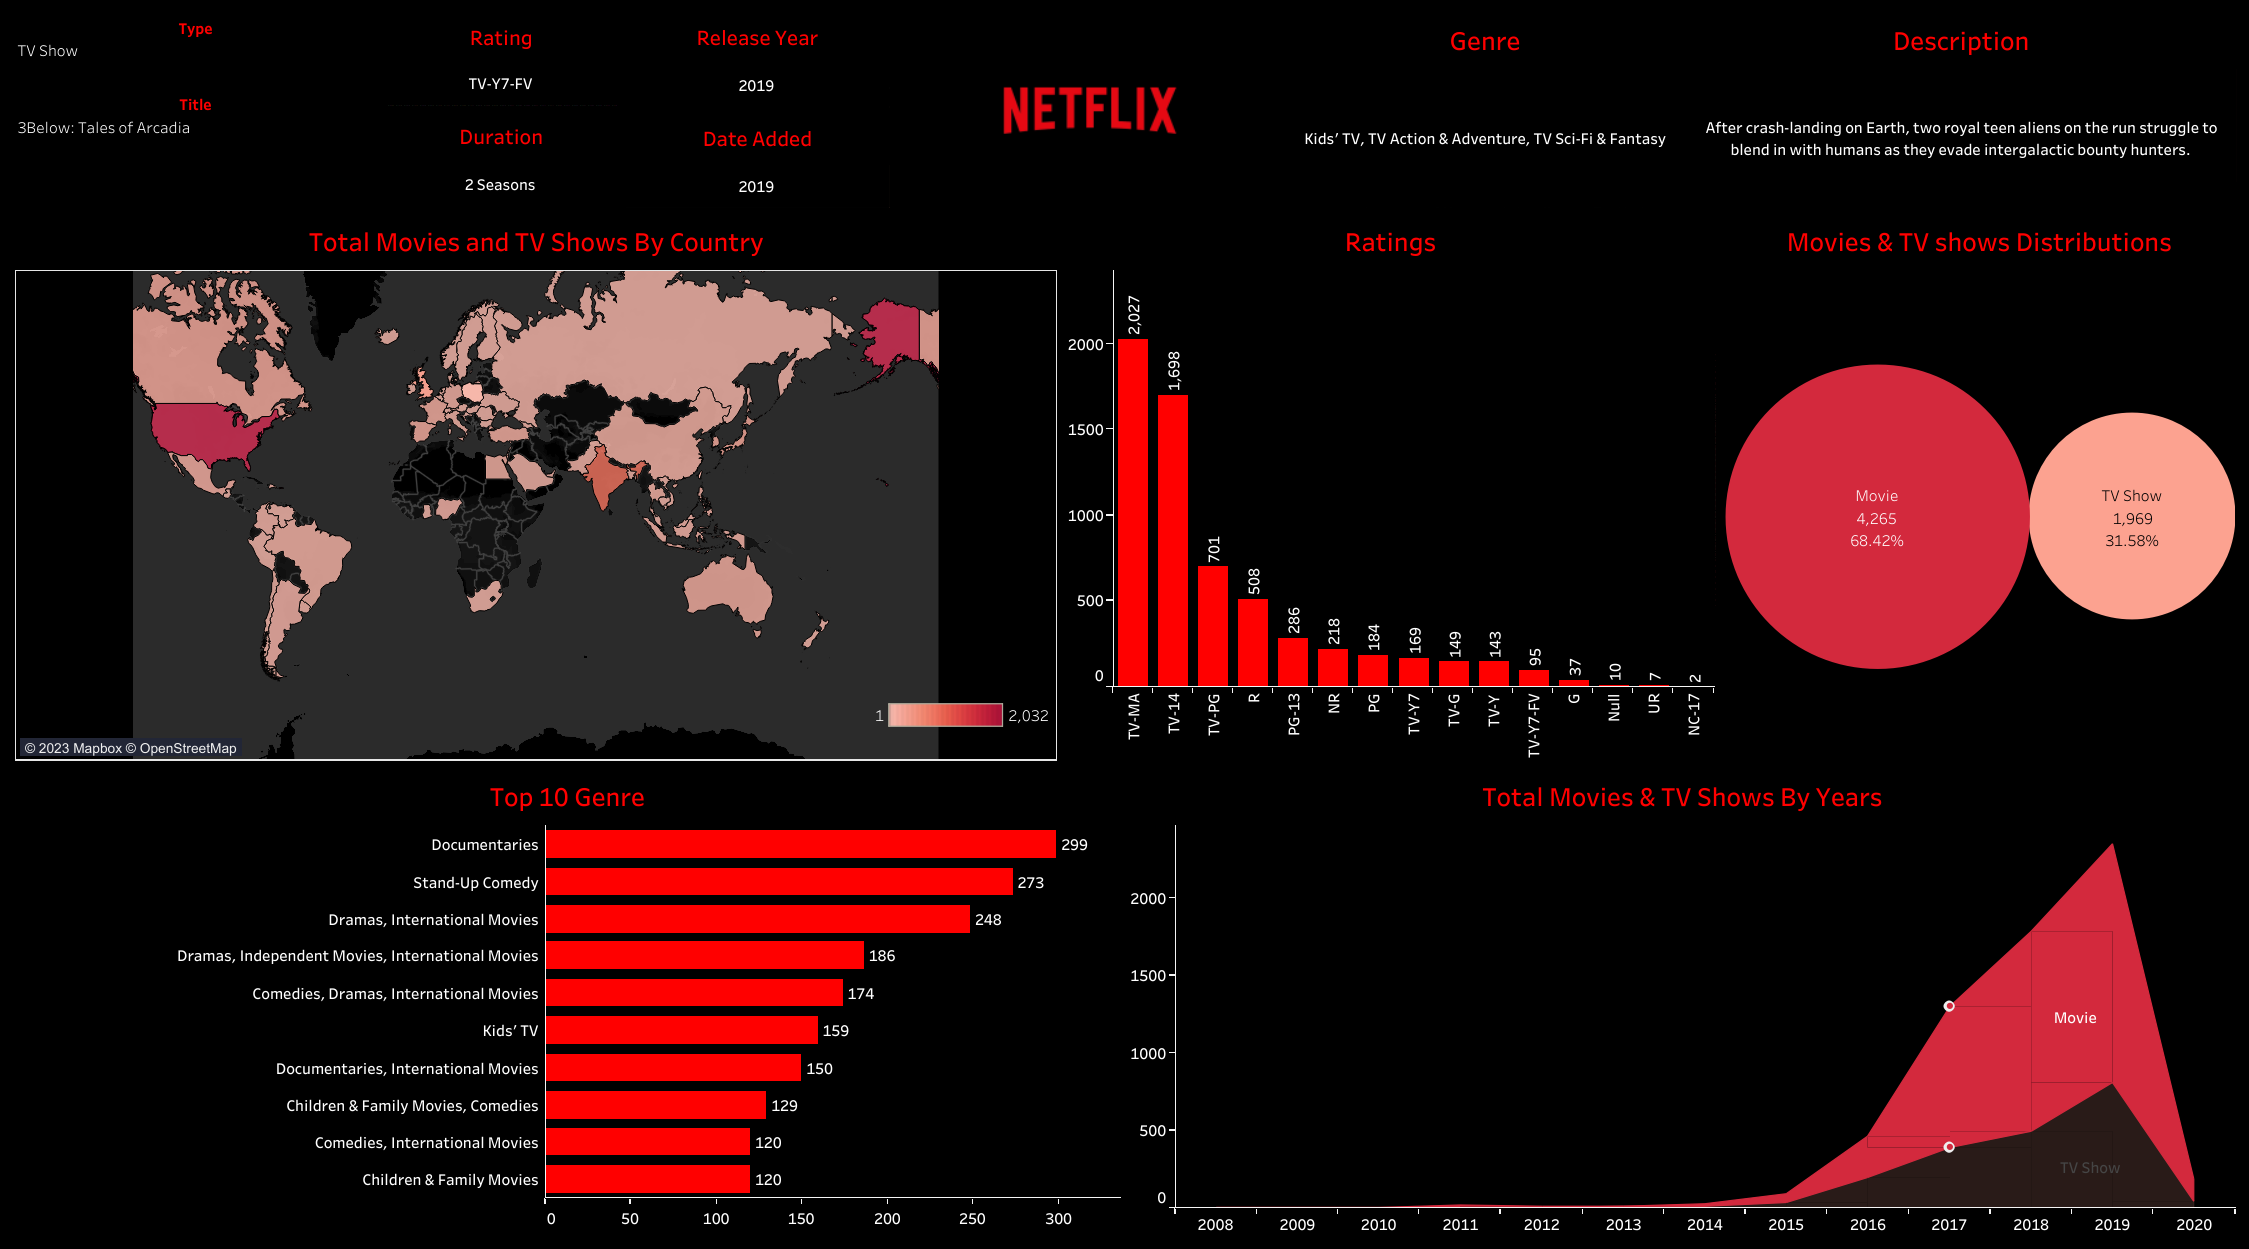 Type
TV Show
Title
3Below: Tales of Arcadia
Rating
TV-Y7-FV
Duration
2 Seasons
Release Year
2019
Date Added
2019
NETFLIX
Genre
Kids’ TV, TV Action & Adventure, TV Sci-Fi & Fantasy
Description
After crash-landing on Earth, two royal teen aliens on the run struggle to
blend in with humans as they evade intergalactic bounty hunters.
Total Movies and TV Shows By Country
1
2,032
© 2023 Mapbox © OpenStreetMap
Ratings
2000
1500
1000
500
0
2,027
1,698
701
508
286
218
184
169
149
143
95
37
10
7
2
TV-MA
TV-14
TV-PG
R
PG-13
NR
PG
TV-Y7
TV-G
TV-Y
TV-Y7-FV
G
Null
UR
NC-17
Movies & TV shows Distributions
Movie
4,265
68.42%
TV Show
1,969
31.58%
Top 10 Genre
Documentaries 299
Stand-Up Comedy 273
Dramas, International Movies 248
Dramas, Independent Movies, International Movies 186
Comedies, Dramas, International Movies 174
Kids’ TV 159
Documentaries, International Movies 150
Children & Family Movies, Comedies 129
Comedies, International Movies 120
Children & Family Movies 120
0 50 100 150 200 250 300
Total Movies & TV Shows By Years
2000
1500
1000
500
0
Movie
TV Show
2008 2009 2010 2011 2012 2013 2014 2015 2016 2017 2018 2019 2020